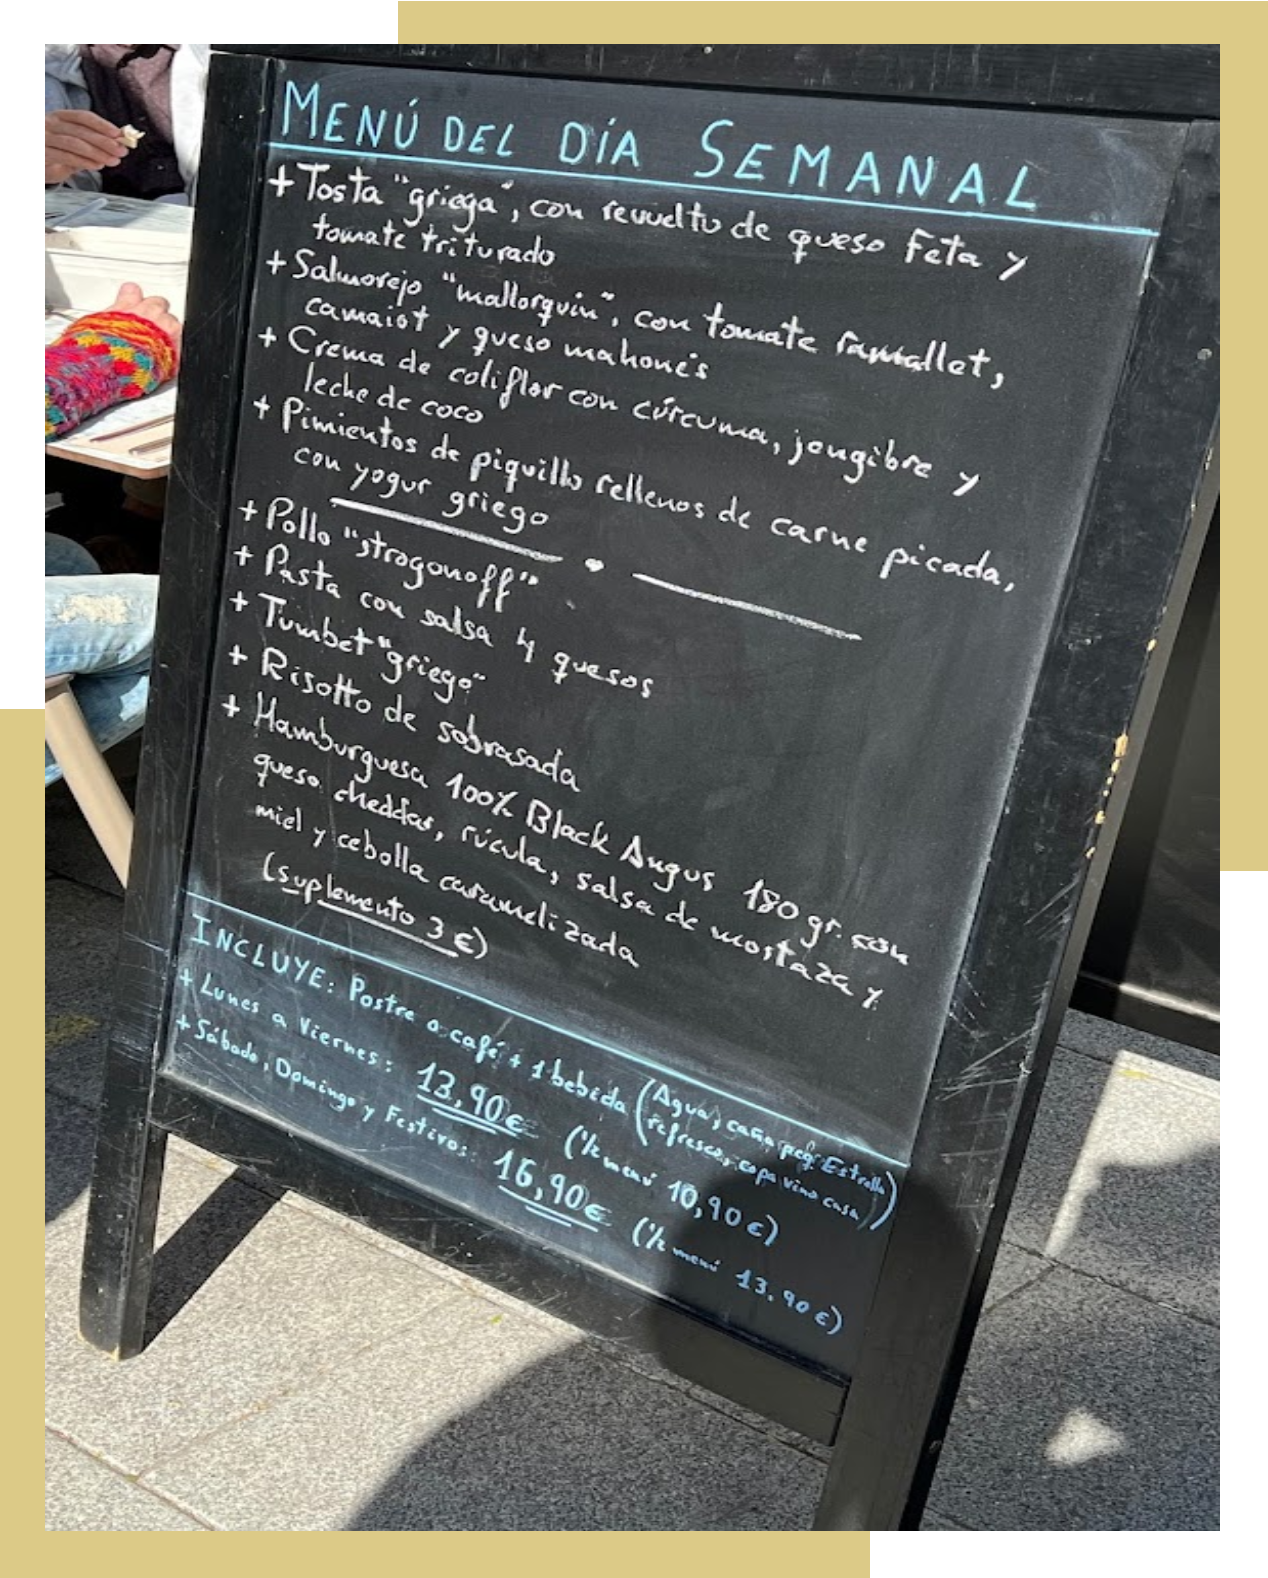 MENÚ DEL DÍA SEMANAL
+ Tosta "griega", con revuelto de queso Feta y
tomate triturado
+ Salmorejo "mallorquín", con tomate ramallet,
camaiot y queso mahonés
+ Crema de coliflor con cúrcuma, jengibre y
leche de coco
+ Pimientos de piquillo rellenos de carne picada,
con yogur griego
+ Pollo "strogonoff"
+ Pasta con salsa 4 quesos
+ Tumbet "griego"
+ Risotto de sobrasada
+ Hamburguesa 100% Black Angus 180 gr. con
queso cheddar, rúcula, salsa de mostaza y
miel y cebolla caramelizada
(suplemento 3 €)
INCLUYE: Postre o café + 1 bebida (Agua, caña peq. Estrella
refresco, copa vino casa)
+ Lunes a Viernes: 13,90€ (½ menú 10,90€)
+ Sábado, Domingo y Festivos: 16,90€ (½ menú 13.90€)